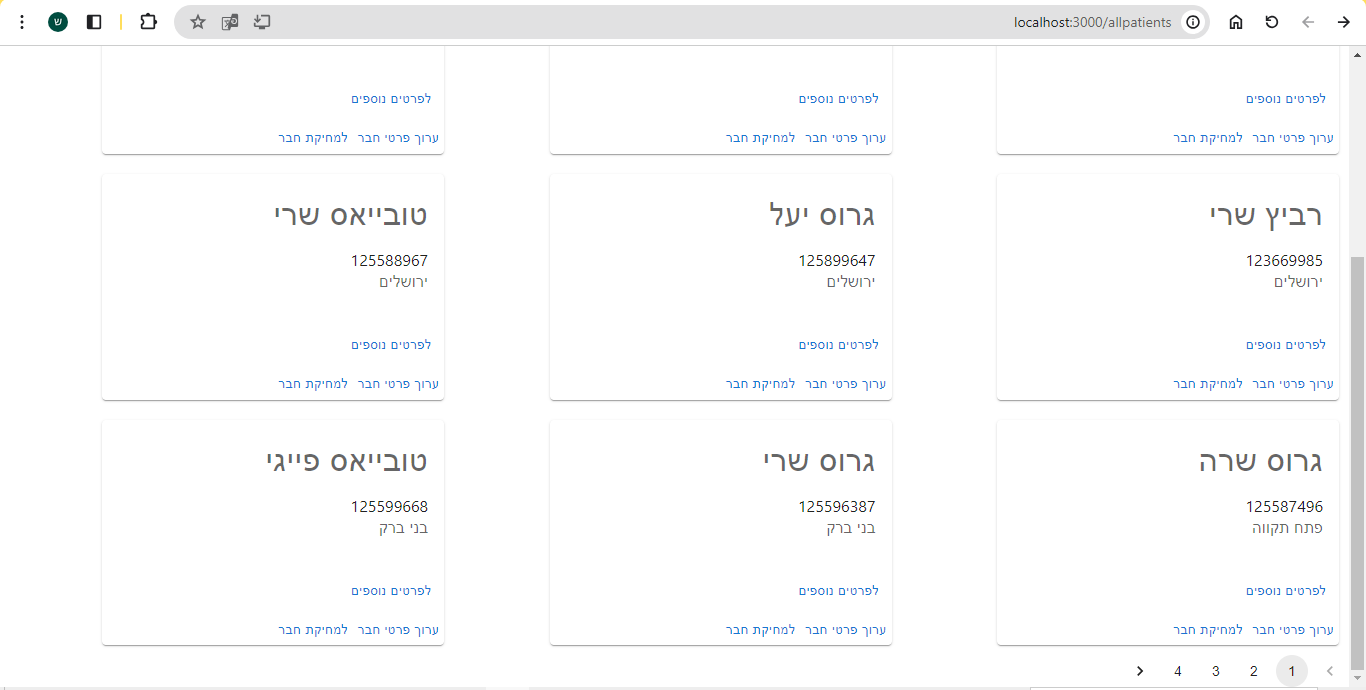 ש
localhost:3000/allpatients
לפרטים נוספים
ערוך פרטי חבר למחיקת חבר
לפרטים נוספים
ערוך פרטי חבר למחיקת חבר
לפרטים נוספים
ערוך פרטי חבר למחיקת חבר
רביץ שרי
123669985
ירושלים
לפרטים נוספים
ערוך פרטי חבר למחיקת חבר
גרוס יעל
125899647
ירושלים
לפרטים נוספים
ערוך פרטי חבר למחיקת חבר
טובייאס שרי
125588967
ירושלים
לפרטים נוספים
ערוך פרטי חבר למחיקת חבר
גרוס שרה
125587496
פתח תקווה
לפרטים נוספים
ערוך פרטי חבר למחיקת חבר
גרוס שרי
125596387
בני ברק
לפרטים נוספים
ערוך פרטי חבר למחיקת חבר
טובייאס פייגי
125599668
בני ברק
לפרטים נוספים
ערוך פרטי חבר למחיקת חבר
1 2 3 4